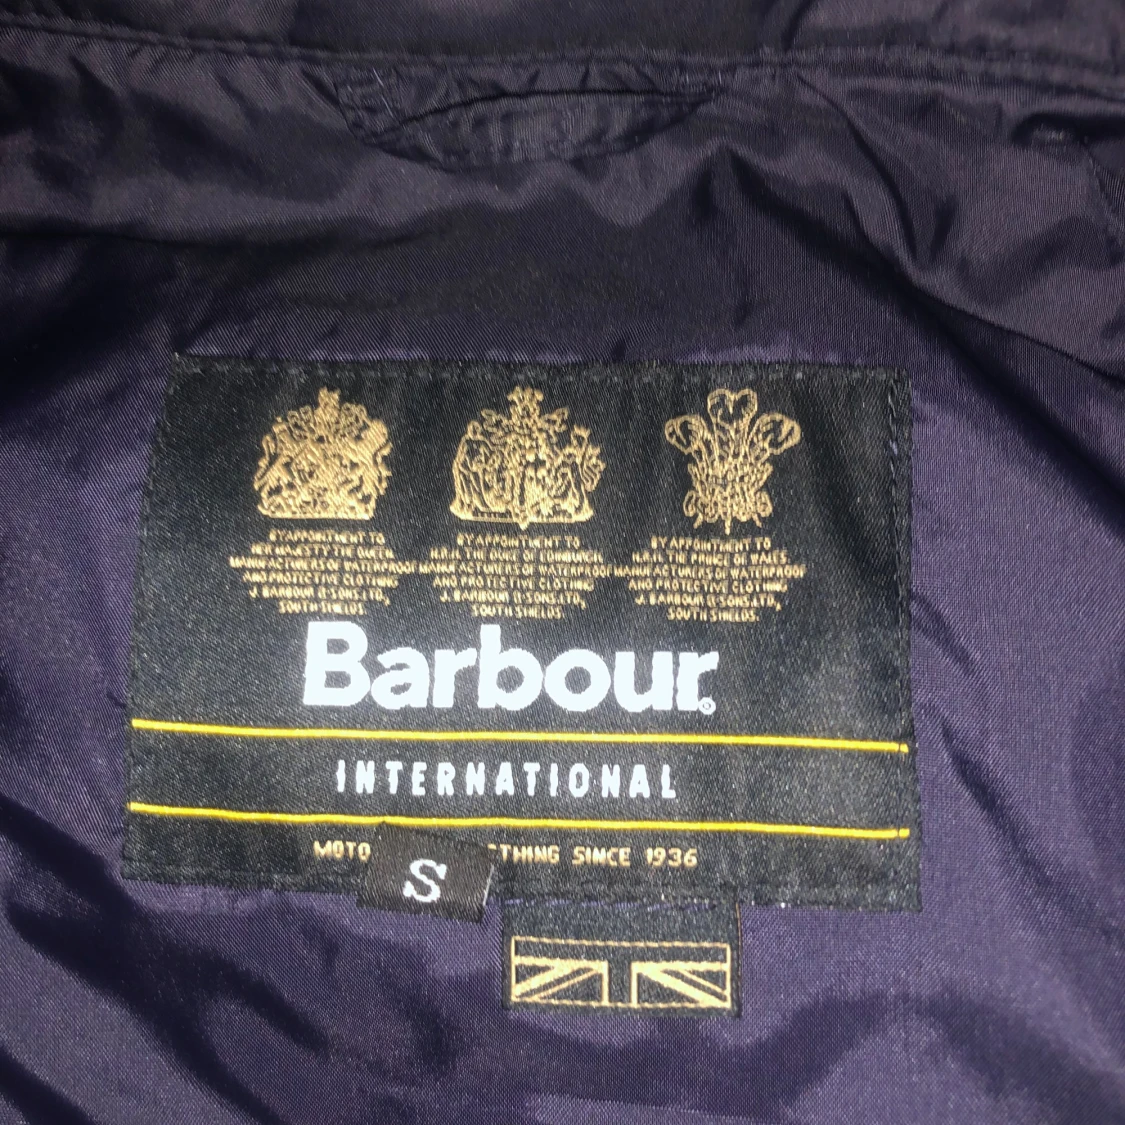 BY APPOINTMENT TO
HER MAJESTY THE QUEEN
MANUFACTURERS OF WATERPROOF
AND PROTECTIVE CLOTHING
J. BARBOUR & SONS LTD,
SOUTH SHIELDS.
BY APPOINTMENT TO
H.R.H. THE DUKE OF EDINBURGH,
MANUFACTURERS OF WATERPROOF
AND PROTECTIVE CLOTHING
J. BARBOUR & SONS LTD,
SOUTH SHIELDS.
BY APPOINTMENT TO
H.R.H. THE PRINCE OF WALES,
MANUFACTURERS OF WATERPROOF
AND PROTECTIVE CLOTHING
J. BARBOUR & SONS LTD,
SOUTH SHIELDS.
Barbour®
INTERNATIONAL
MOTO THING SINCE 1936
S